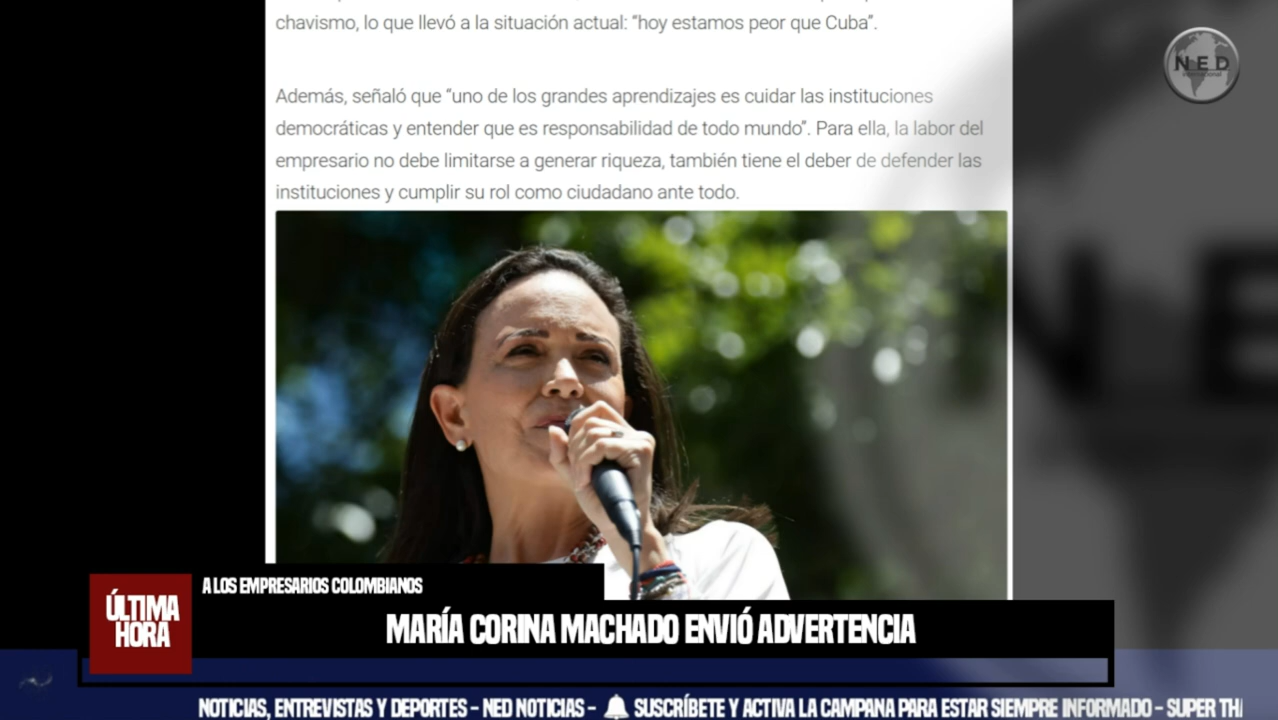 chavismo, lo que llevó a la situación actual: “hoy estamos peor que Cuba”.
NED
international
Además, señaló que “uno de los grandes aprendizajes es cuidar las instituciones
democráticas y entender que es responsabilidad de todo mundo”. Para ella, la labor del
empresario no debe limitarse a generar riqueza, también tiene el deber de defender las
instituciones y cumplir su rol como ciudadano ante todo.
N E
A LOS EMPRESARIOS COLOMBIANOS
ÚLTIMA
HORA
MARÍA CORINA MACHADO ENVIÓ ADVERTENCIA
NOTICIAS, ENTREVISTAS Y DEPORTES - NED NOTICIAS - SUSCRÍBETE Y ACTIVA LA CAMPANA PARA ESTAR SIEMPRE INFORMADO - SUPER